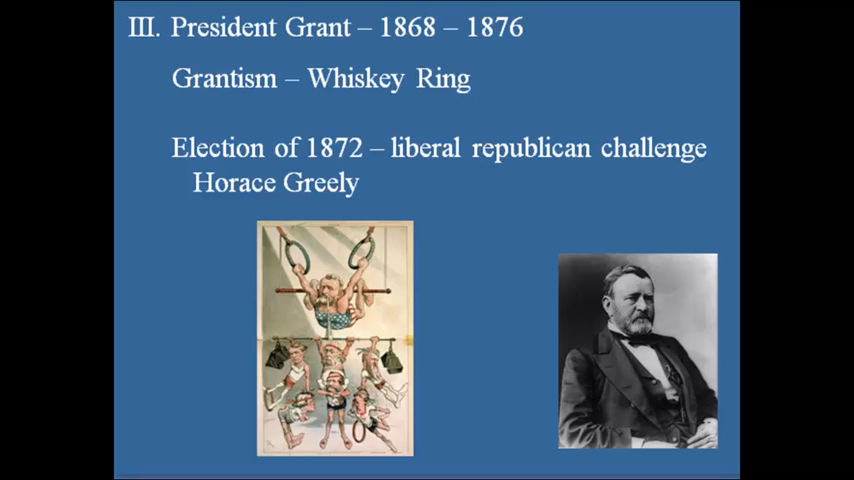 III. President Grant – 1868 – 1876
Grantism – Whiskey Ring
Election of 1872 – liberal republican challenge
Horace Greely